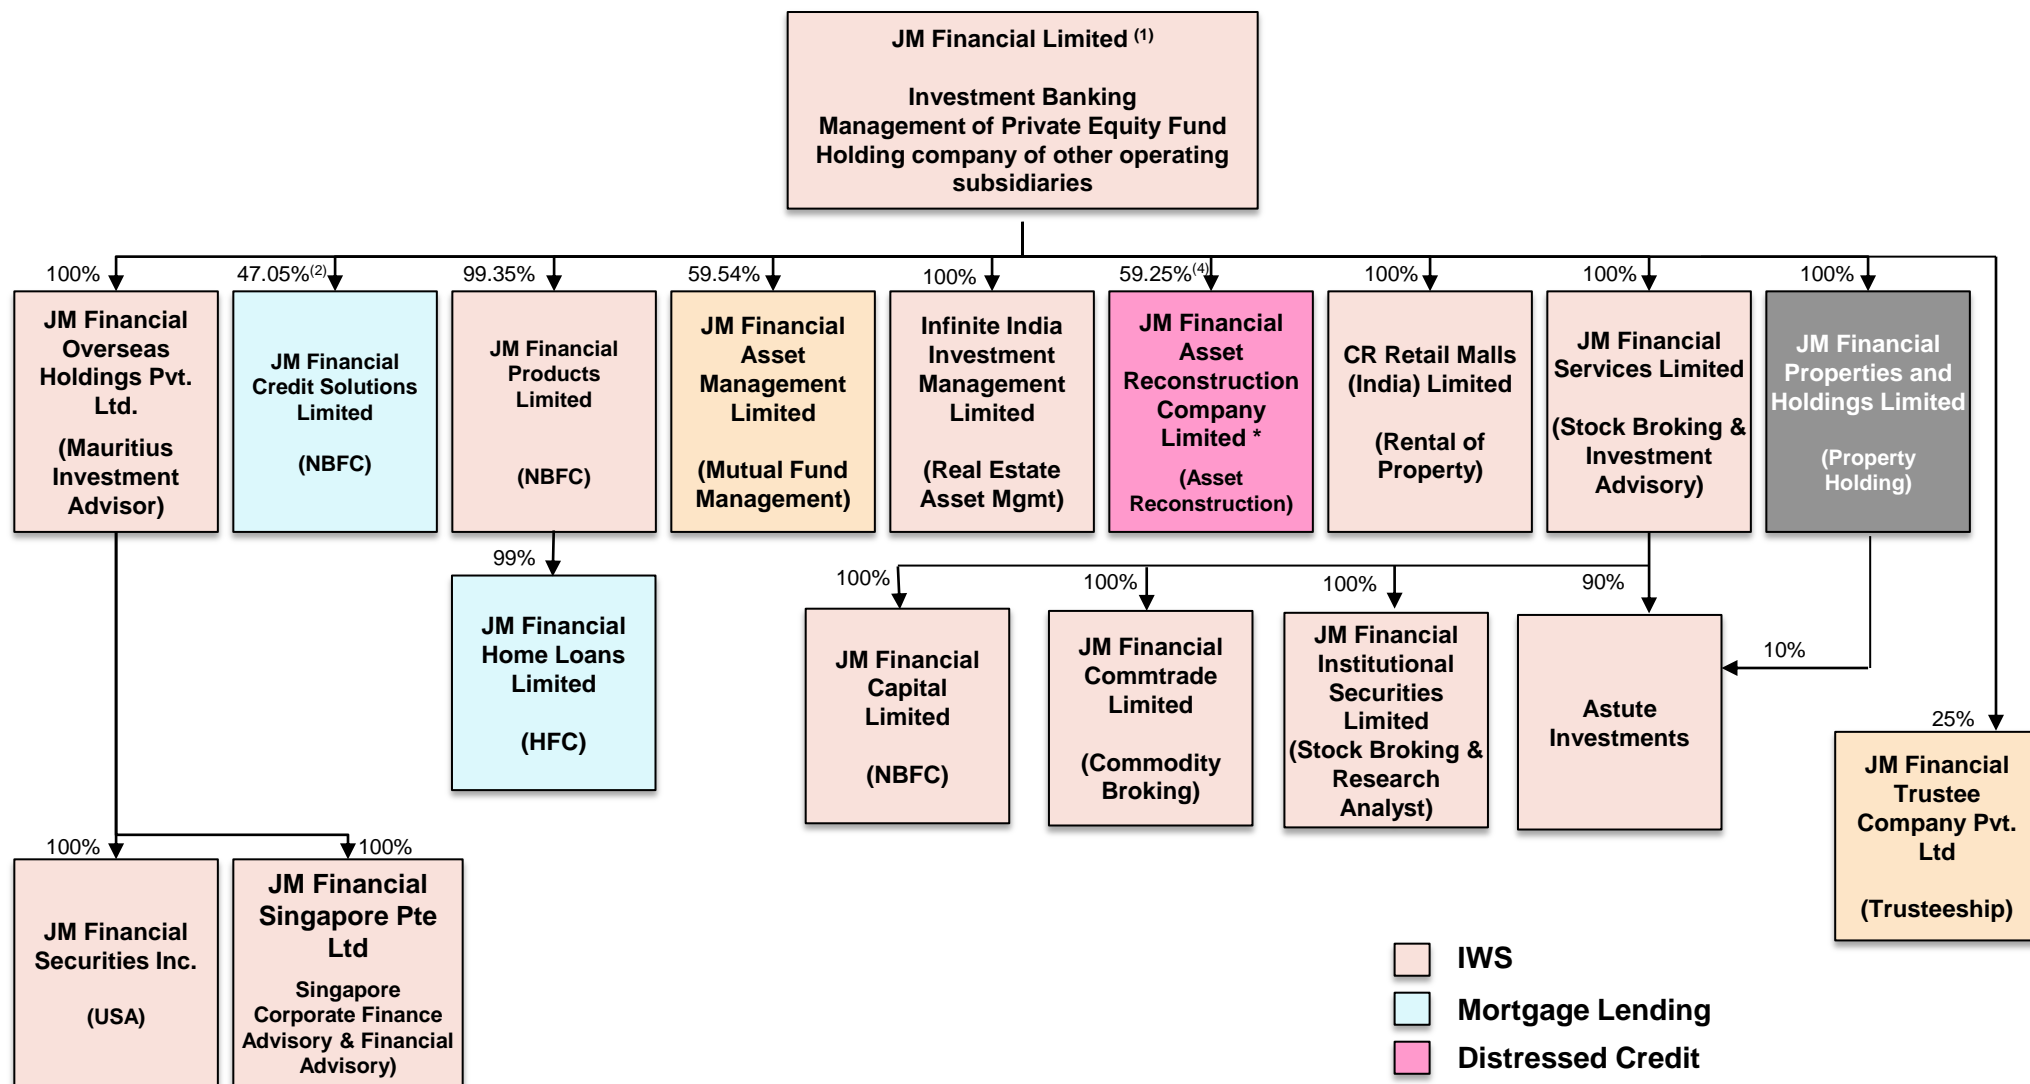 JM Financial Limited (1)
Investment Banking
Management of Private Equity Fund
Holding company of other operating
subsidiaries
100%
47.05%(2)
99.35%
59.54%
100%
59.25%(4)
100%
100%
100%
JM Financial
Overseas
Holdings Pvt.
Ltd.
(Mauritius
Investment
Advisor)
JM Financial
Credit Solutions
Limited
(NBFC)
JM Financial
Products
Limited
(NBFC)
JM Financial
Asset
Management
Limited
(Mutual Fund
Management)
Infinite India
Investment
Management
Limited
(Real Estate
Asset Mgmt)
JM Financial
Asset
Reconstruction
Company
Limited *
(Asset
Reconstruction)
CR Retail Malls
(India) Limited
(Rental of
Property)
JM Financial
Services Limited
(Stock Broking &
Investment
Advisory)
JM Financial
Properties and
Holdings Limited
(Property
Holding)
99%
100%
100%
100%
90%
10%
25%
JM Financial
Home Loans
Limited
(HFC)
JM Financial
Capital
Limited
(NBFC)
JM Financial
Commtrade
Limited
(Commodity
Broking)
JM Financial
Institutional
Securities
Limited
(Stock Broking &
Research
Analyst)
Astute
Investments
JM Financial
Trustee
Company Pvt.
Ltd
(Trusteeship)
100%
100%
JM Financial
Securities Inc.
(USA)
JM Financial
Singapore Pte
Ltd
Singapore
Corporate Finance
Advisory & Financial
Advisory)
IWS
Mortgage Lending
Distressed Credit